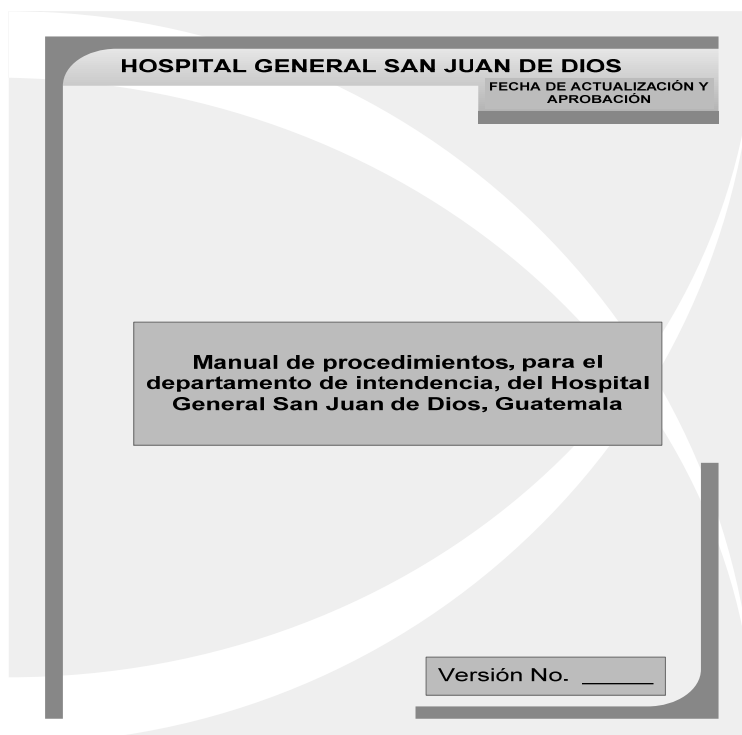 HOSPITAL GENERAL SAN JUAN DE DIOS
FECHA DE ACTUALIZACIÓN Y
APROBACIÓN
Manual de procedimientos, para el
departamento de intendencia, del Hospital
General San Juan de Dios, Guatemala
Versión No. ______